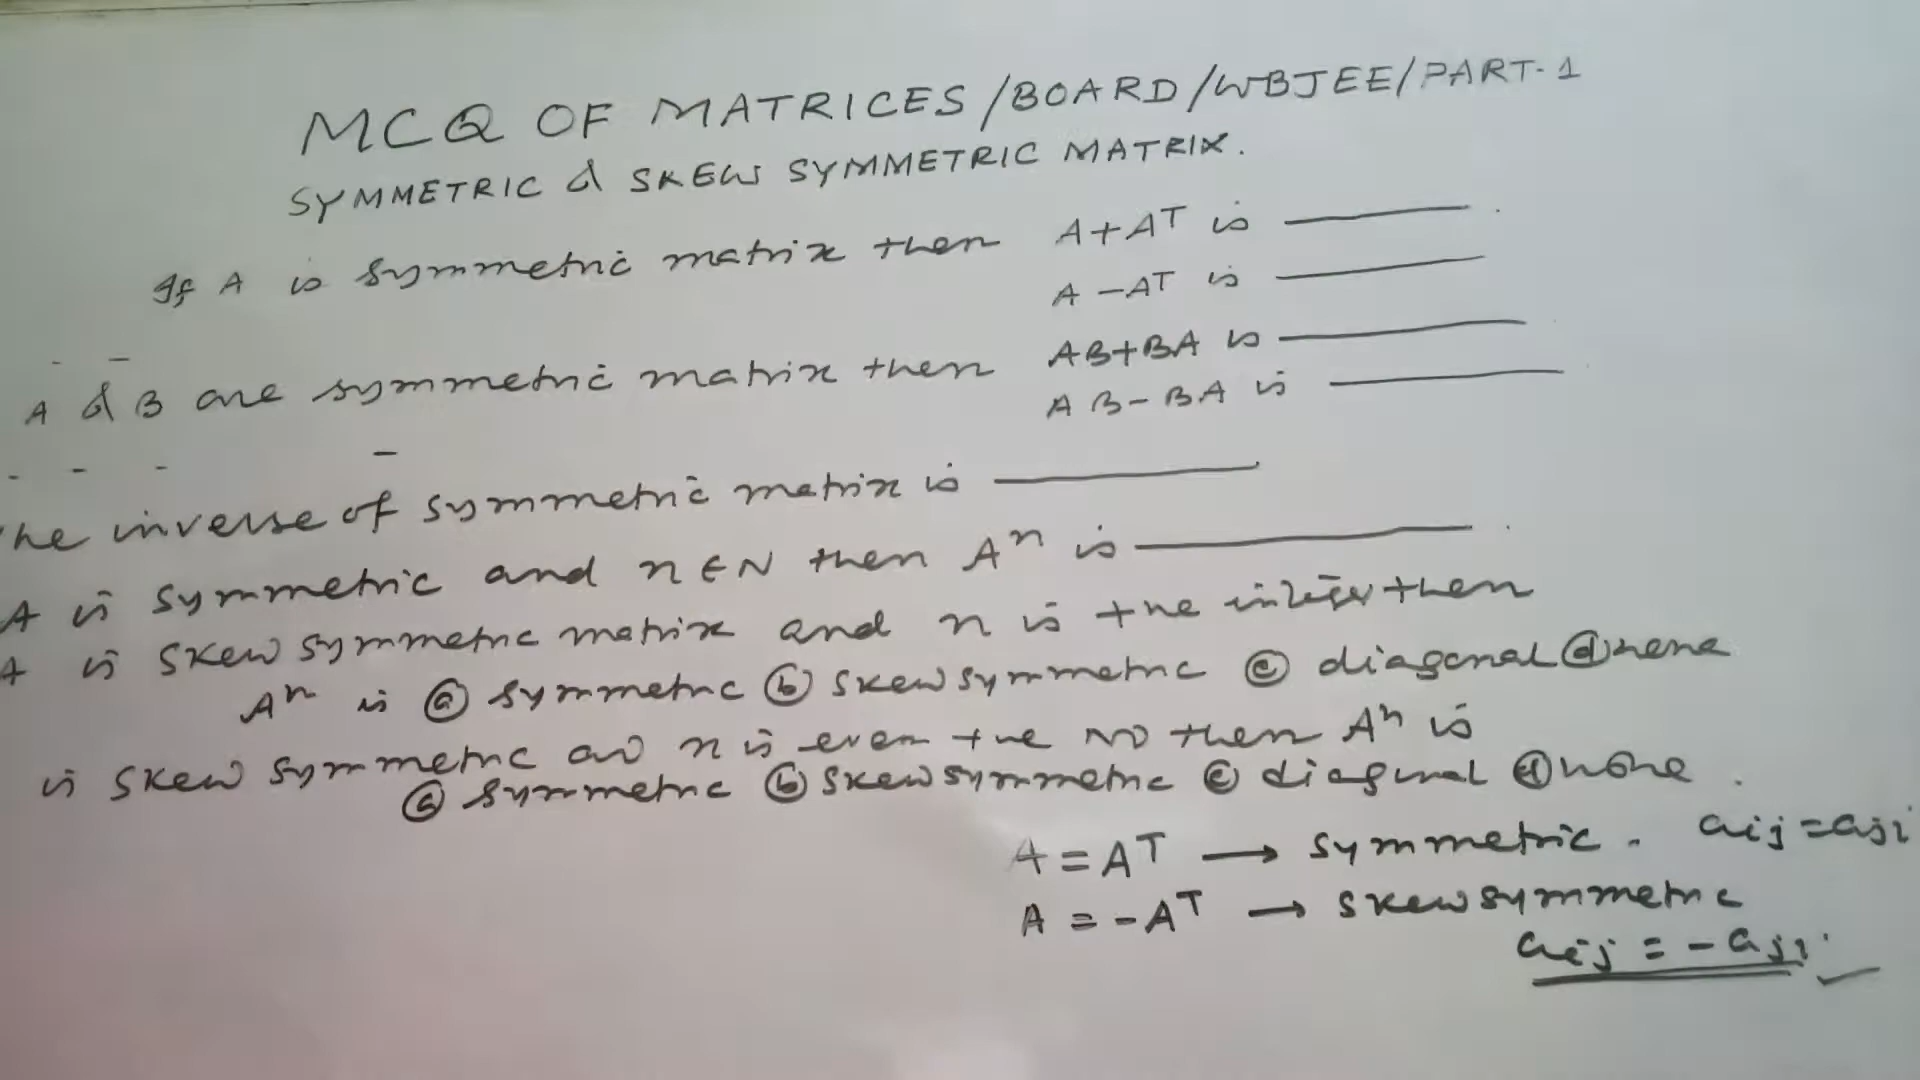 MCQ OF MATRICES/BOARD/WBJEE/PART-1
SYMMETRIC & SKEW SYMMETRIC MATRIX.
If A is symmetric matrix then A+Aᵀ is ———.
A-Aᵀ is ———
A & B are symmetric matrix then AB+BA is ———
AB-BA is ———
he inverse of symmetric matrix is ———
A is symmetric and n∈N then Aⁿ is ———.
A is skew symmetric matrix and n is +ve integer then
Aⁿ is ⓐ symmetric ⓑ skew symmetric ⓒ diagonal ⓓ none
is skew symmetric n is even +ve NO then Aⁿ is
ⓐ symmetric ⓑ skew symmetric ⓒ diagonal ⓓ none.
A = Aᵀ → symmetric. aij = aji
A = -Aᵀ → skew symmetric
aij = -aji